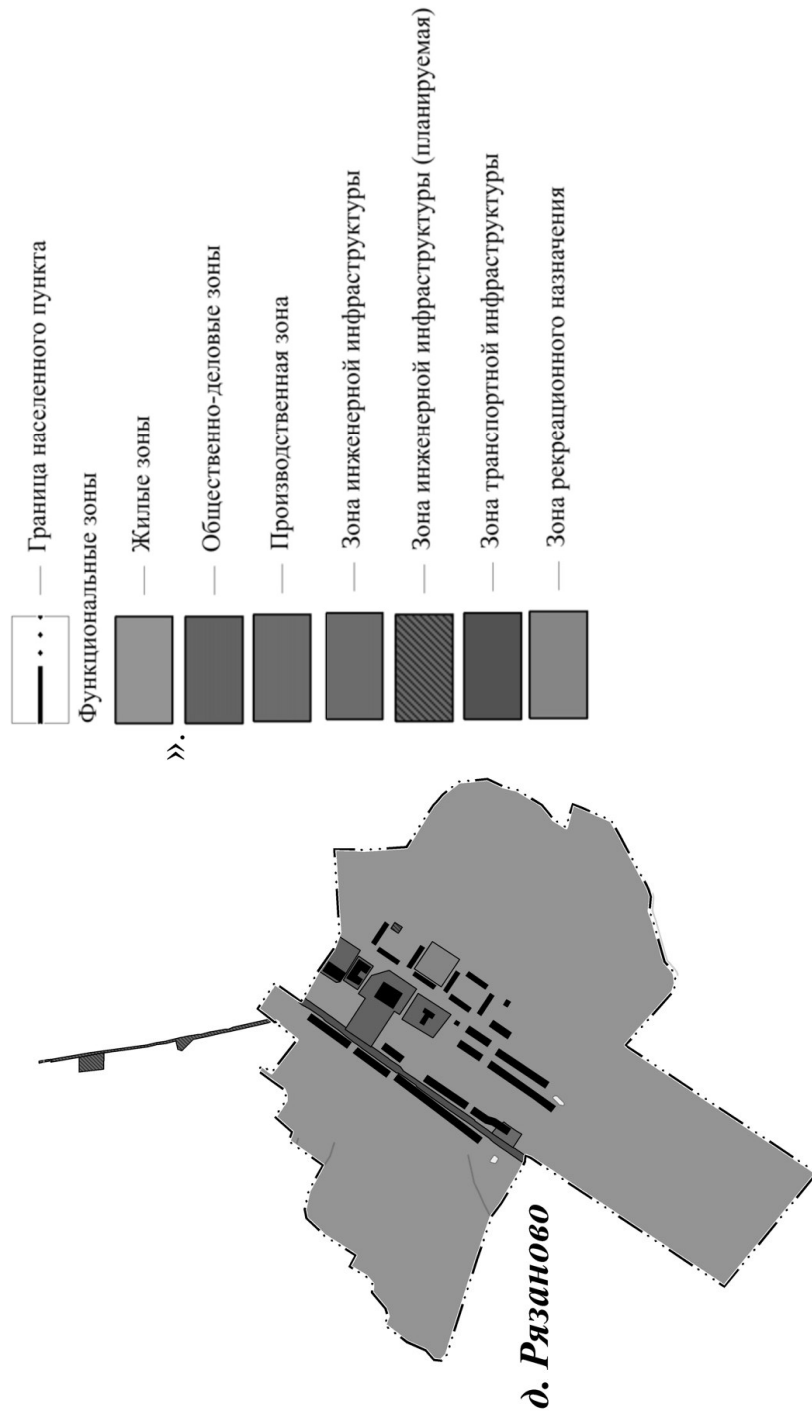 Граница населенного пункта
Функциональные зоны
Жилые зоны
Общественно-деловые зоны
Производственная зона
Зона инженерной инфраструктуры
Зона инженерной инфраструктуры (планируемая)
Зона транспортной инфраструктуры
Зона рекреационного назначения
».
д. Рязаново